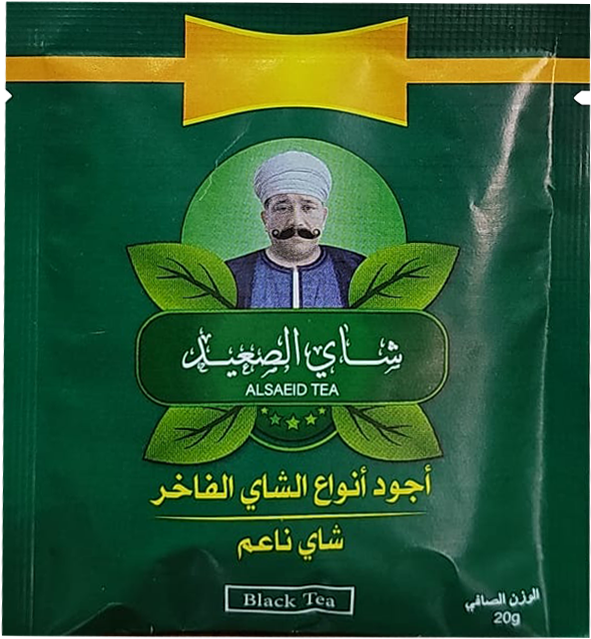 شاي الصعيد
ALSAEID TEA
أجود أنواع الشاي الفاخر
شاي ناعم
Black Tea
الوزن الصافي
20g